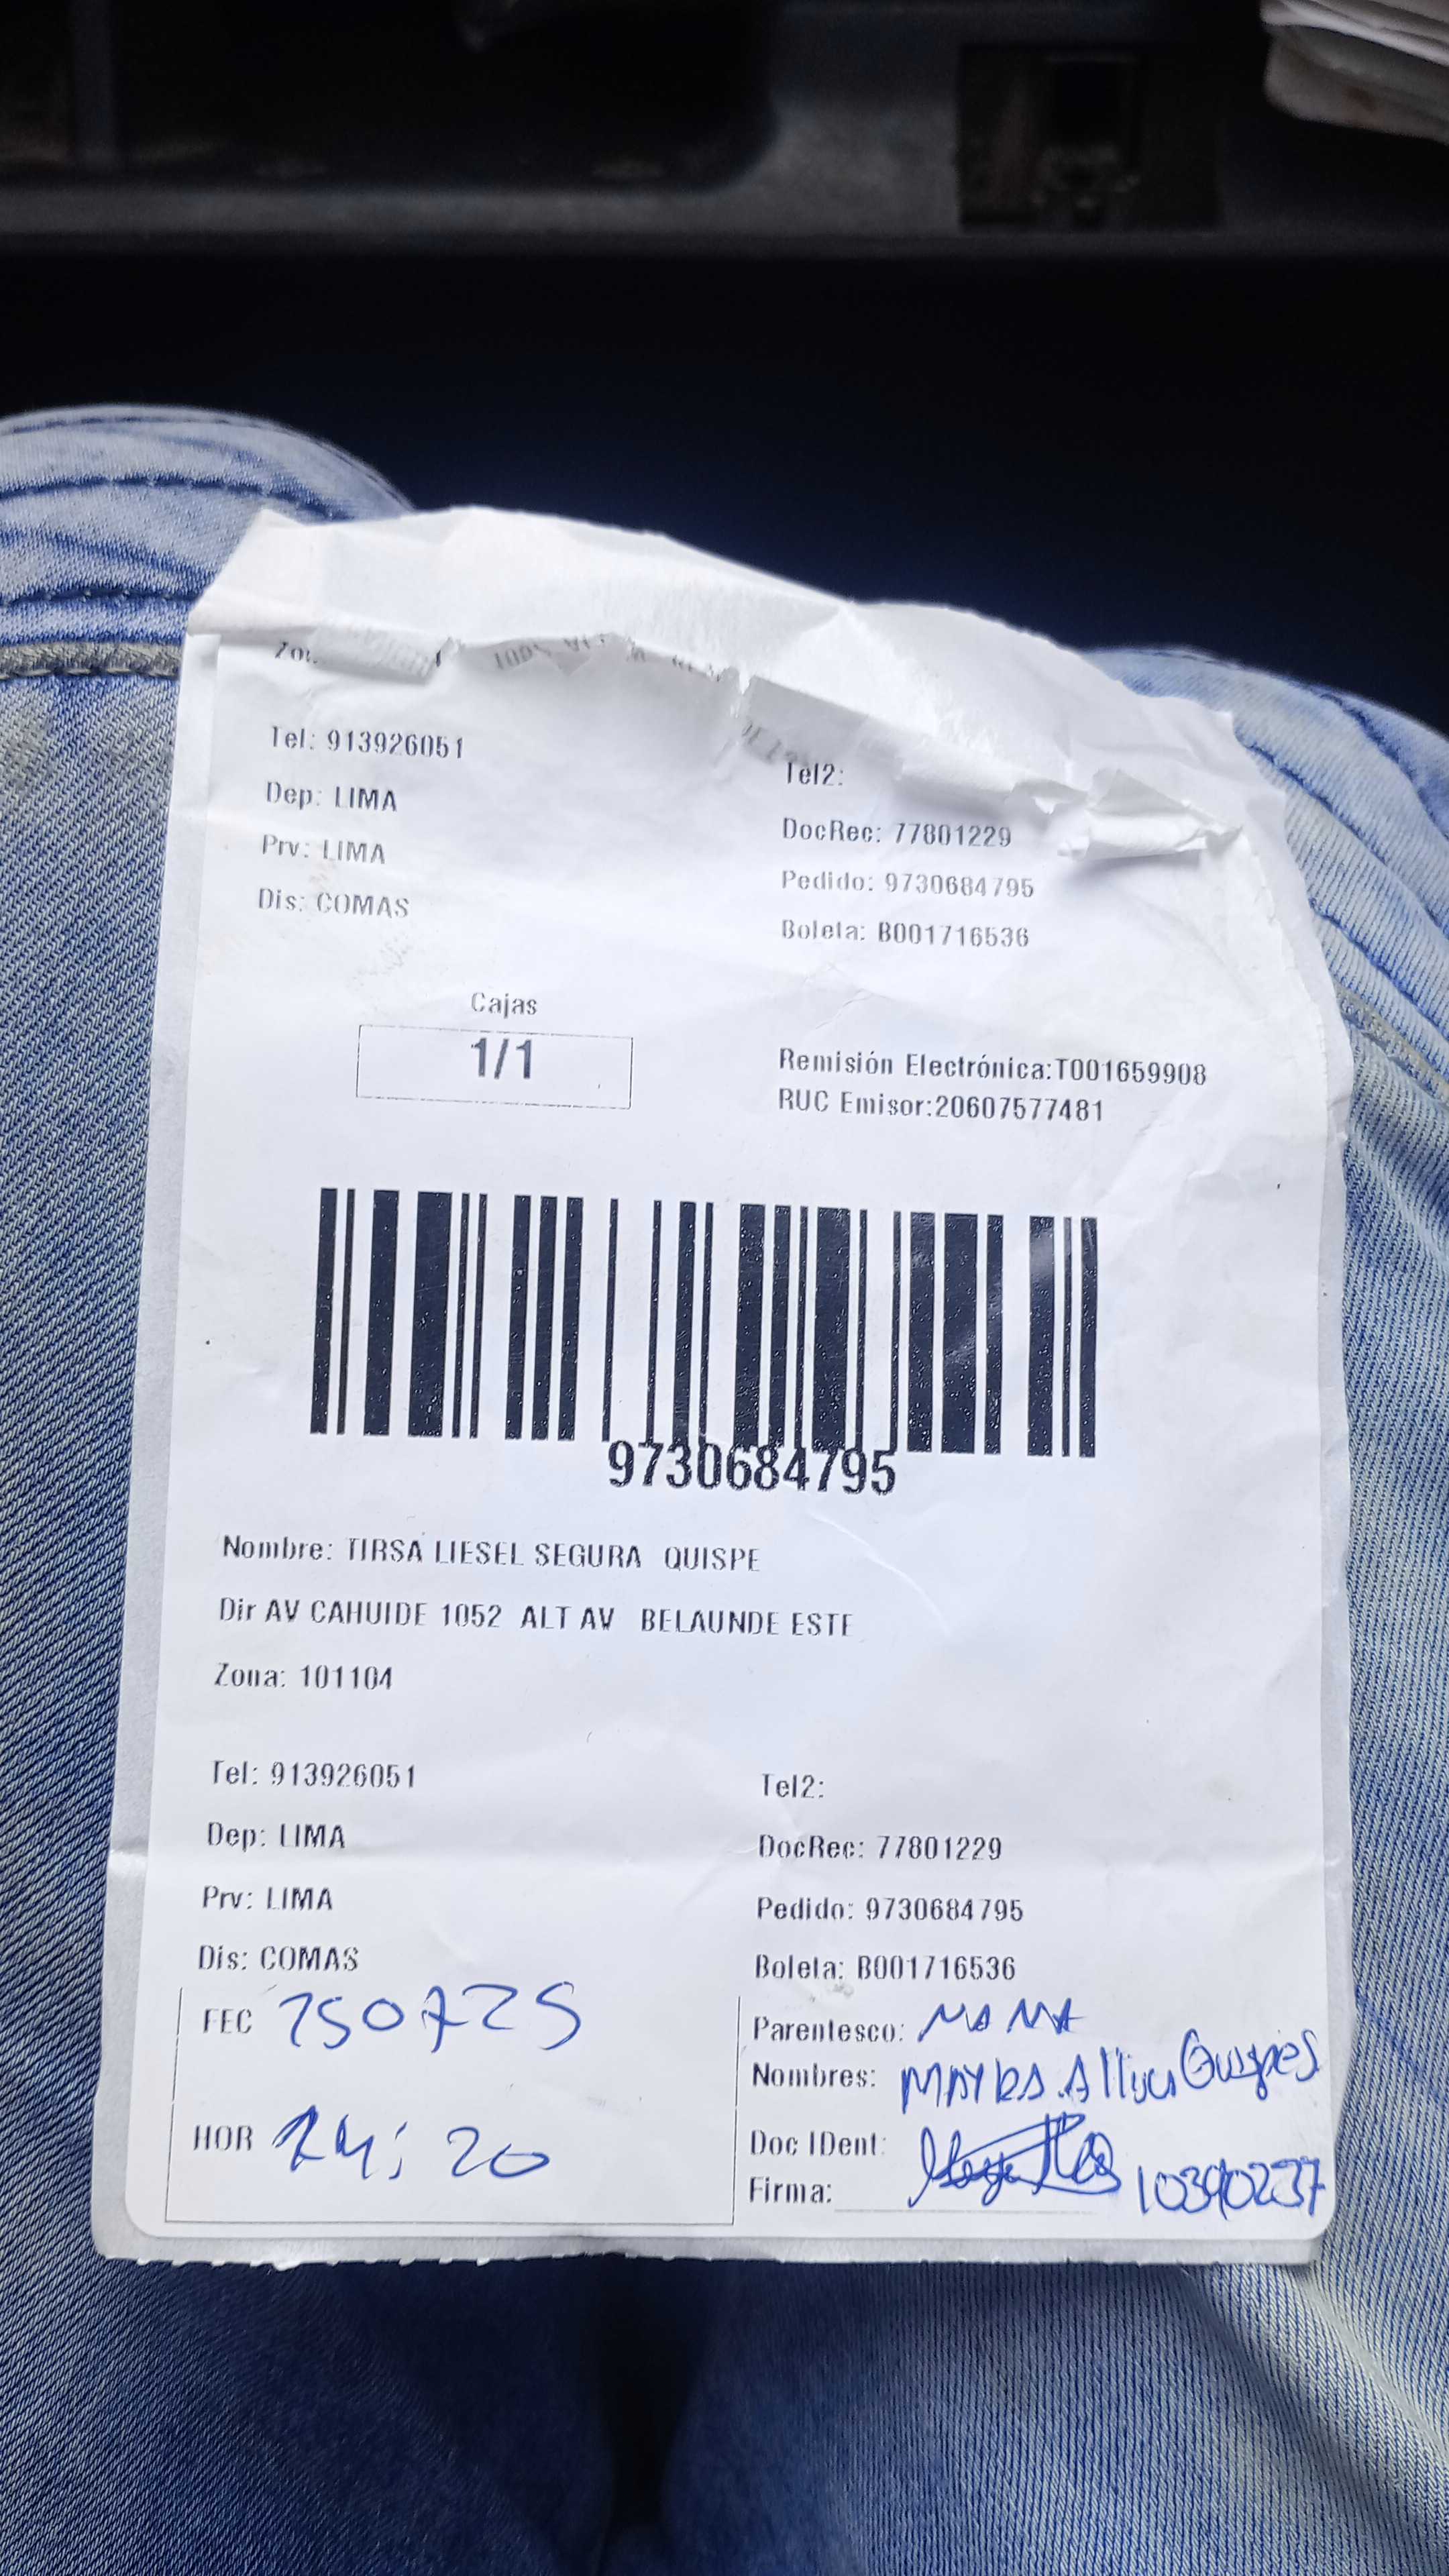 Tel: 913926051
Tel2:
Dep: LIMA
DocRec: 77801229
Prv: LIMA
Pedido: 9730684795
Dis: COMAS
Boleta: B001716536
Cajas
1/1
Remisión Electrónica:T001659908
RUC Emisor:20607577481
9730684795
Nombre: TIRSA LIESEL SEGURA QUISPE
Dir AV CAHUIDE 1052 ALT AV BELAUNDE ESTE
Zona: 101104
Tel: 913926051
Tel2:
Dep: LIMA
DocRec: 77801229
Prv: LIMA
Pedido: 9730684795
Dis: COMAS
Boleta: B001716536
FEC 250725
Parentesco: MAMA
Nombres:
HOR 14:20
Doc IDent:
Firma: 10390237